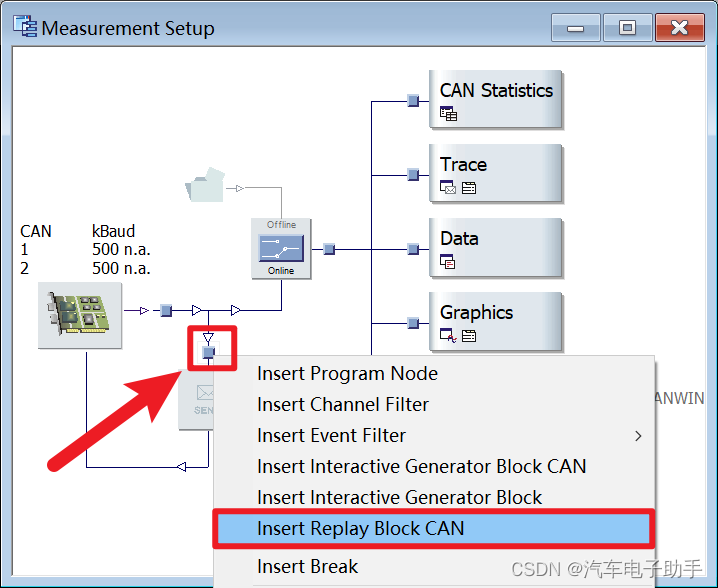 Measurement Setup
CAN Statistics
Trace
Offline
CAN kBaud
1 500 n.a.
2 500 n.a.
Data
Online
Graphics
SEN
Insert Program Node
Insert Channel Filter
ANWIN
Insert Event Filter
Insert Interactive Generator Block CAN
Insert Interactive Generator Block
Insert Replay Block CAN
Insert Break
CSDN @汽车电子助手